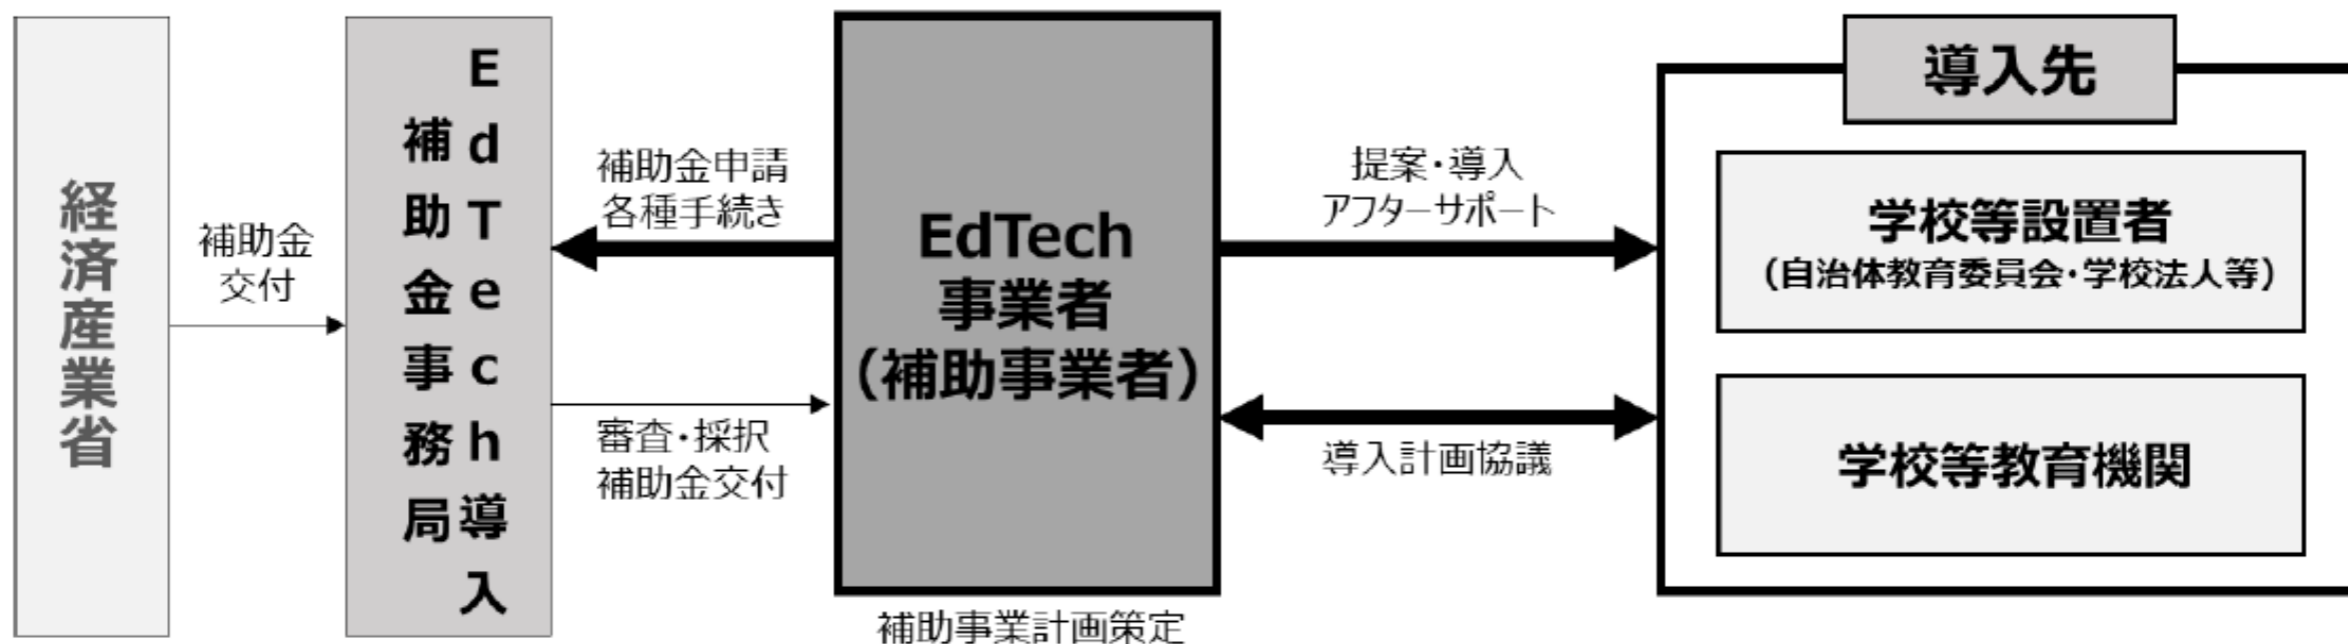 経済産業省
補助金
交付
EdTech導入
補助金事務局
補助金申請
各種手続き
審査・採択
補助金交付
EdTech
事業者
（補助事業者）
補助事業計画策定
提案・導入
アフターサポート
導入計画協議
導入先
学校等設置者
（自治体教育委員会・学校法人等）
学校等教育機関